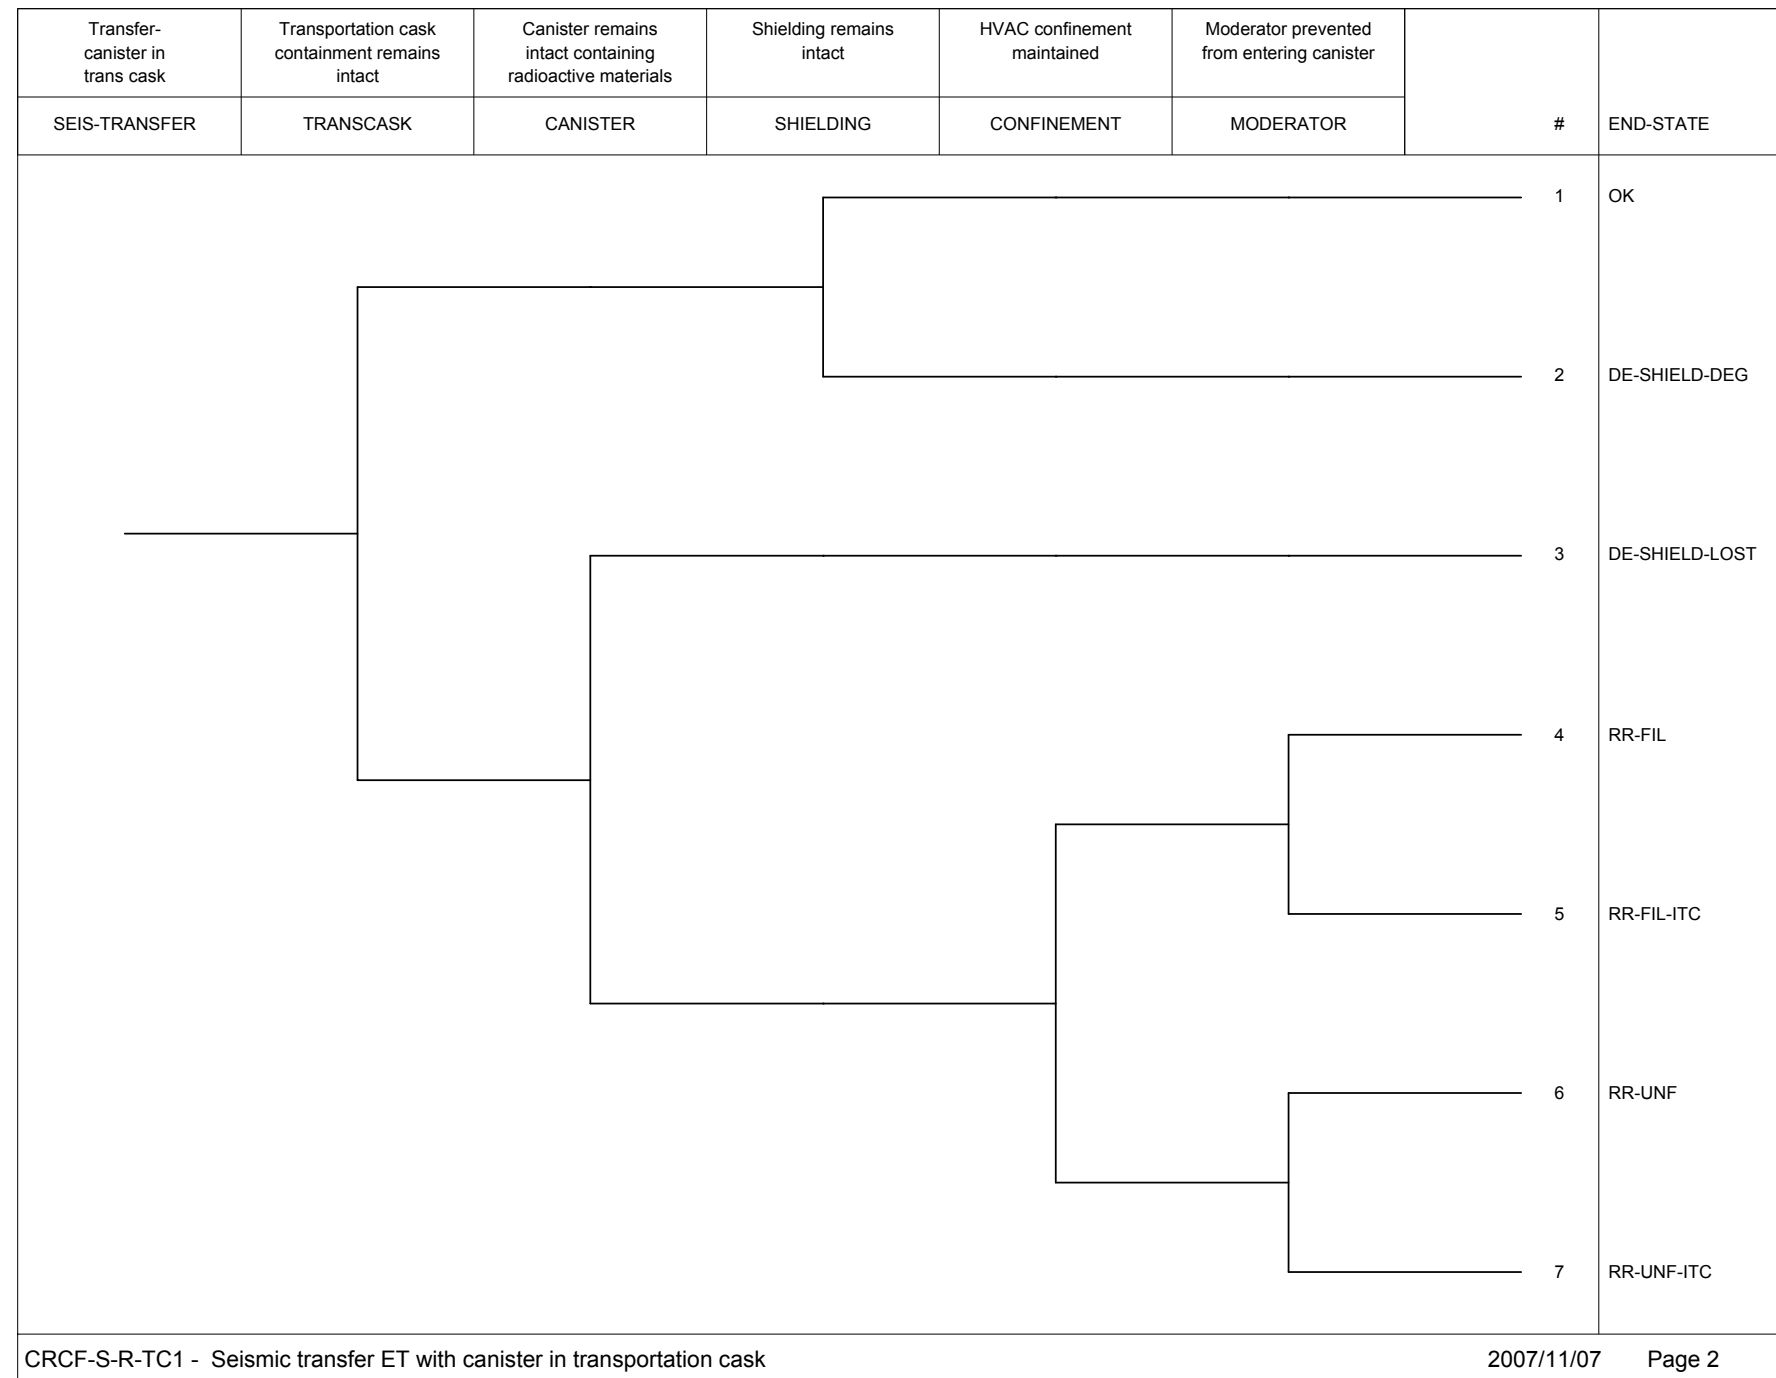 Transfer-
canister in
trans cask
Transportation cask
containment remains
intact
Canister remains
intact containing
radioactive materials
Shielding remains
intact
HVAC confinement
maintained
Moderator prevented
from entering canister
SEIS-TRANSFER
TRANSCASK
CANISTER
SHIELDING
CONFINEMENT
MODERATOR
#
END-STATE
1 OK
2 DE-SHIELD-DEG
3 DE-SHIELD-LOST
4 RR-FIL
5 RR-FIL-ITC
6 RR-UNF
7 RR-UNF-ITC
CRCF-S-R-TC1 - Seismic transfer ET with canister in transportation cask
2007/11/07 Page 2